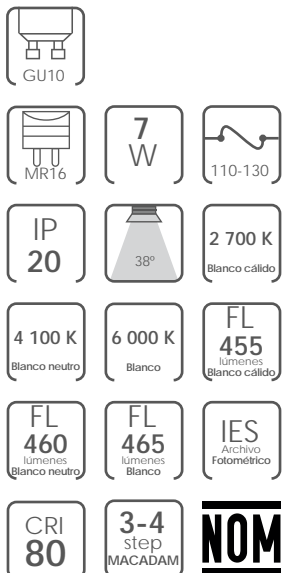 GU10
MR16
7
W
110-130
IP
20
38º
2 700 K
Blanco cálido
4 100 K
Blanco neutro
6 000 K
Blanco
FL
455
lúmenes
Blanco cálido
FL
460
lúmenes
Blanco neutro
FL
465
lúmenes
Blanco
IES
Archivo
Fotométrico
CRI
80
3-4
step
MACADAM
NOM